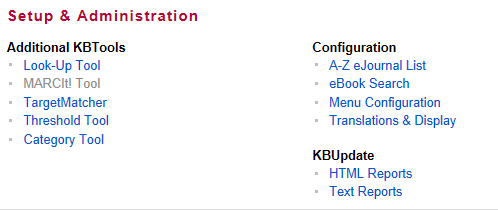 Setup & Administration
Additional KBTools
Look-Up Tool
MARCIt! Tool
TargetMatcher
Threshold Tool
Category Tool
Configuration
A-Z eJournal List
eBook Search
Menu Configuration
Translations & Display
KBUpdate
HTML Reports
Text Reports